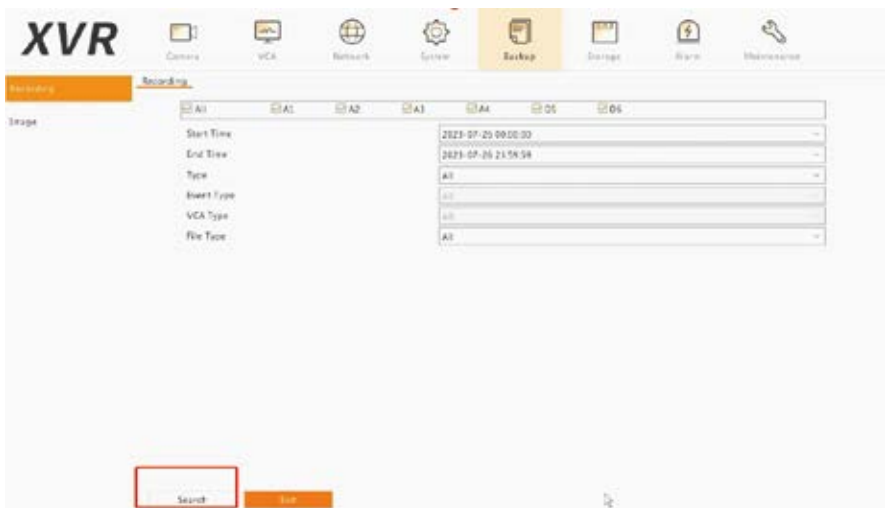 XVR
Camera VCA Network System Backup Storage Alarm Maintenance
Recording
Recording
Image
All A1 A2 A3 A4 D5 D6
Start Time 2023-07-25 00:00:00
End Time 2023-07-26 23:59:59
Type All
Event Type All
VCA Type All
File Type All
Search Exit